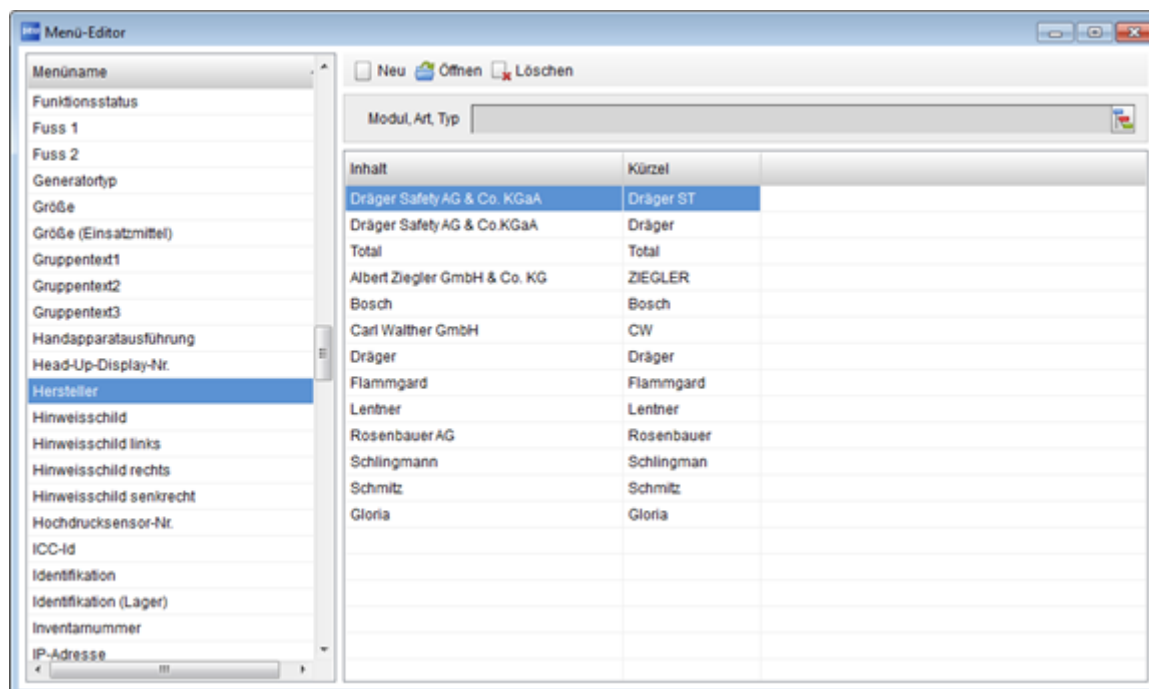 Menü-Editor
Menüname
Funktionsstatus
Fuss 1
Fuss 2
Generatortyp
Größe
Größe (Einsatzmittel)
Gruppentext1
Gruppentext2
Gruppentext3
Handapparatausführung
Head-Up-Display-Nr.
Hersteller
Hinweisschild
Hinweisschild links
Hinweisschild rechts
Hinweisschild senkrecht
Hochdrucksensor-Nr.
ICC-Id
Identifikation
Identifikation (Lager)
Inventarnummer
IP-Adresse
Neu Öffnen Löschen
Modul, Art, Typ
Inhalt Kürzel
Dräger Safety AG & Co. KGaA Dräger ST
Dräger Safety AG & Co.KGaA Dräger
Total Total
Albert Ziegler GmbH & Co. KG ZIEGLER
Bosch Bosch
Carl Walther GmbH CW
Dräger Dräger
Flammgard Flammgard
Lentner Lentner
Rosenbauer AG Rosenbauer
Schlingmann Schlingman
Schmitz Schmitz
Gloria Gloria